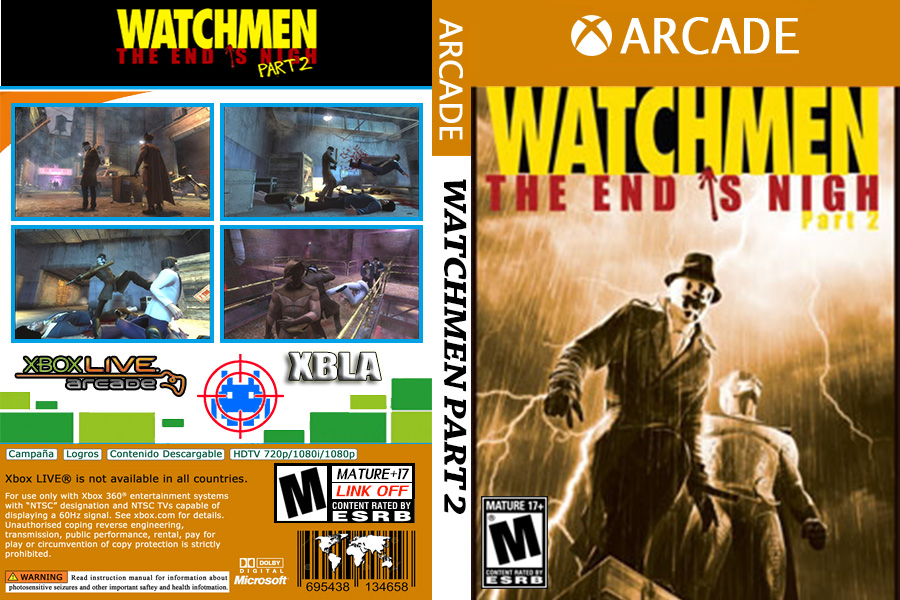 WATCHMEN
THE END IS NIGH
PART 2
XBOX LIVE
arcade
XBLA
Campaña
Logros
Contenido Descargable
HDTV 720p/1080i/1080p
Xbox LIVE® is not available in all countries.
For use only with Xbox 360® entertainment systems
with "NTSC" designation and NTSC TVs capable of
displaying a 60Hz signal. See xbox.com for details.
Unauthorised coping reverse engineering,
transmission, public performance, rental, pay for
play or circumvention of copy protection is strictly
prohibited.
WARNING Read instruction manual for information about
photosensitive seizures and other important saftey and health infotmation.
M
MATURE+17
LINK OFF
CONTENT RATED BY
ESRB
DOLBY
DIGITAL
Microsoft
695438 134658
ARCADE
WATCHMEN PART 2
ARCADE
WATCHMEN
THE END IS NIGH
Part 2
MATURE 17+
M
CONTENT RATED BY
ESRB